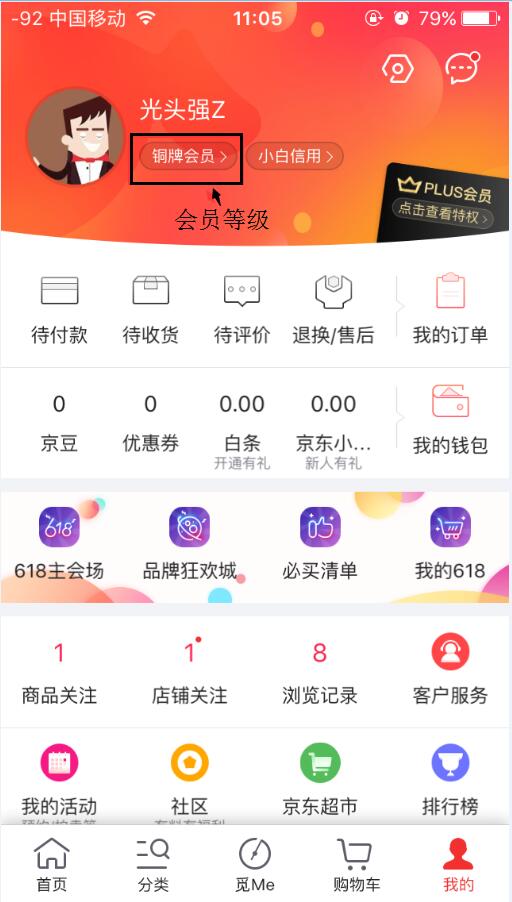 -92 中国移动 11:05 79%
光头强Z
铜牌会员 小白信用
PLUS会员
点击查看特权
会员等级
待付款 待收货 待评价 退换/售后 我的订单
0 0 0.00 0.00
京豆 优惠券 白条 京东小... 我的钱包
开通有礼 新人有礼
618
618主会场 品牌狂欢城 必买清单 我的618
1 1 8
商品关注 店铺关注 浏览记录 客户服务
我的活动 社区 京东超市 排行榜
首页 分类 觅Me 购物车 我的